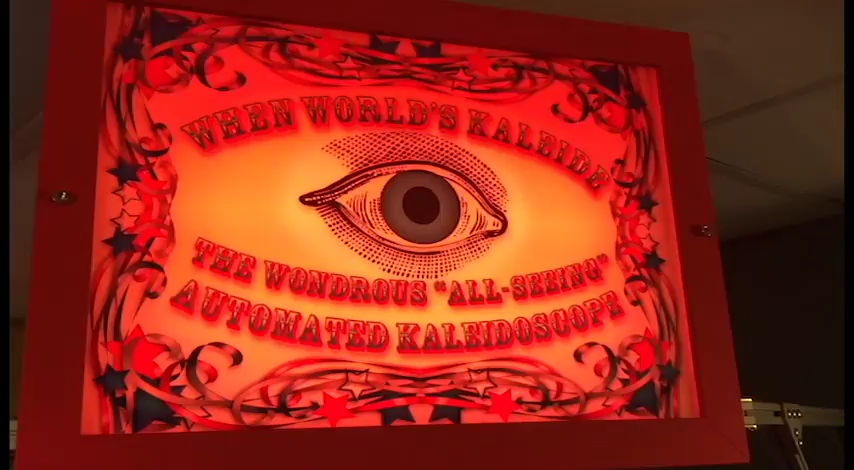 WHEN WORLD'S KALEIDE
THE WONDROUS "ALL-SEEING"
AUTOMATED KALEIDOSCOPE